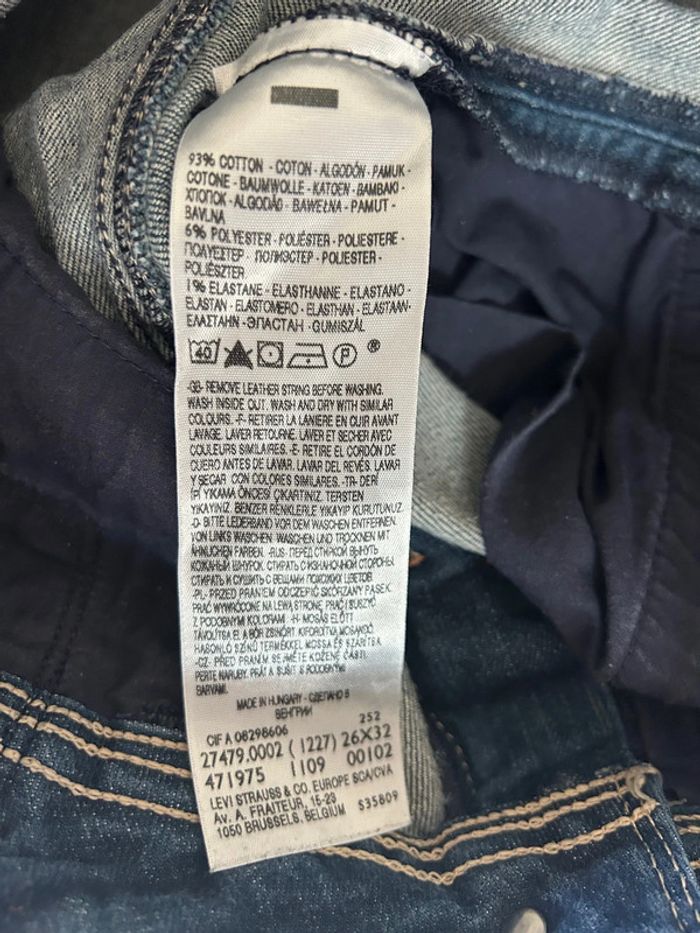 93% COTTON - COTON - ALGODÓN - PAMUK -
COTONE - BAUMWOLLE - KATOEN - ΒΑΜΒΑΚΙ -
ХЛОПОК - ALGODÃO - BAWEŁNA - PAMUT -
BAVLNA
6% POLYESTER - POLIÉSTER - POLIESTERE -
ΠΟΛΥΕΣΤΕΡ - ПОЛИЭСТЕР - POLIESTER -
POLIÉSZTER
1% ELASTANE - ELASTHANNE - ELASTANO -
ELASTAN - ELASTOMERO - ELASTHAN - ELASTAAN-
ΕΛΑΣΤΑΗΝ - ЭЛАСТАН - GUMISZÁL
40 P ®
-GB- REMOVE LEATHER STRING BEFORE WASHING.
WASH INSIDE OUT. WASH AND DRY WITH SIMILAR
COLOURS. -F- RETIRER LA LANIERE EN CUIR AVANT
LAVAGE. LAVER RETOURNE. LAVER ET SECHER AVEC
COULEURS SIMILAIRES. -E- RETIRE EL CORDÓN DE
CUERO ANTES DE LAVAR. LAVAR DEL REVÉS. LAVAR
Y SECAR CON COLORES SIMILARES. -TR- DERİ
İPİ YIKAMA ÖNCESİ ÇIKARTINIZ. TERSTEN
YIKAYINIZ. BENZER RENKLERLE YIKAYIP KURUTUNUZ.
-D- BITTE LEDERBAND VOR DEM WASCHEN ENTFERNEN.
VON LINKS WASCHEN. WASCHEN UND TROCKNEN MIT
ÄHNLICHEN FARBEN. -RUS- ПЕРЕД СТИРКОЙ ВЫНУТЬ
КОЖАНЫЙ ШНУРОК. СТИРАТЬ С ИЗНАНОЧНОЙ СТОРОНЫ.
СТИРАТЬ И СУШИТЬ С ВЕЩАМИ ПОХОЖИХ ЦВЕТОВ.
-PL- PRZED PRANIEM ODCZEPIĆ SKÓRZANY PASEK.
PRAĆ WYWRÓCONE NA LEWĄ STRONĘ. PRAĆ I SUSZYĆ
Z PODOBNYMI KOLORAMI. -H- MOSÁS ELŐTT
TÁVOLÍTSA EL A BŐR ZSINÓRT. KIFORDÍTVA MOSANDÓ.
HASONLÓ SZÍNŰ TERMÉKEKKEL MOSSA ÉS SZÁRÍTSA.
-CZ- PŘED PRANÍM SEJMĚTE KOŽENÉ ČÁSTI.
PERTE NARUBY. PRÁT A SUŠIT S PODOBNÝMI
BARVAMI.
MADE IN HUNGARY - СДЕЛАНО В
ВЕНГРИИ
CIF A 08298606 252
27479.0002 (1227) 26X32
471975 1109 00102
LEVI STRAUSS & CO. EUROPE SCA/CVA
Av. A. FRAITEUR, 15-23
1050 BRUSSELS, BELGIUM S35809